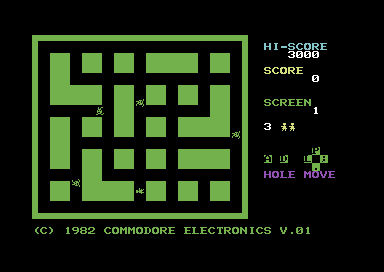 HI-SCORE
3000
SCORE
0
SCREEN
1
3
A D L P :
HOLE MOVE
(C) 1982 COMMODORE ELECTRONICS V.01